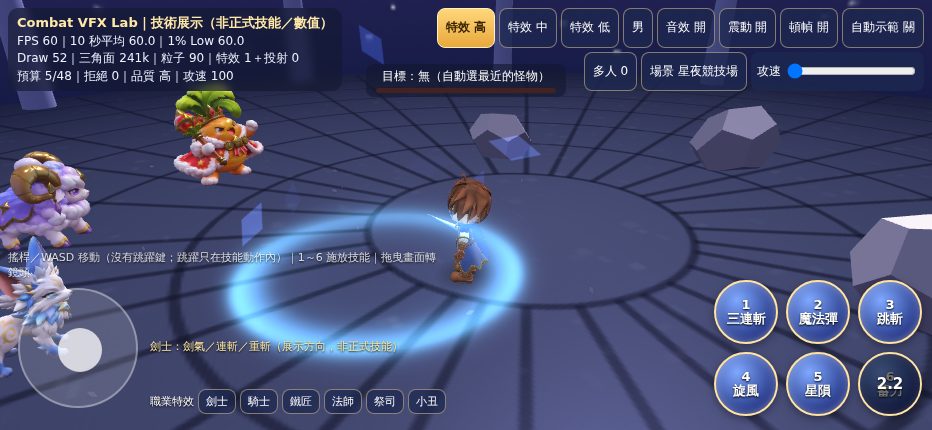 Combat VFX Lab | 技術展示（非正式技能／數值）
FPS 60 | 10 秒平均 60.0 | 1% Low 60.0
Draw 52 | 三角面 241k | 粒子 90 | 特效 1＋投射 0
預算 5/48 | 拒絕 0 | 品質 高 | 攻速 100
特效 高
特效 中
特效 低
男
音效 開
震動 開
頓幀 開
自動示範 關
目標：無（自動選最近的怪物）
多人 0
場景 星夜競技場
攻速
搖桿／WASD 移動（沒有跳躍鍵；跳躍只在技能動作內）｜1～6 施放技能｜拖曳畫面轉
鏡頭
1
三連斬
2
魔法彈
3
跳斬
劍士：劍氣／連斬／重斬（展示方向，非正式技能）
4
旋風
5
星隕
6
2.2
職業特效
劍士
騎士
鐵匠
法師
祭司
小丑